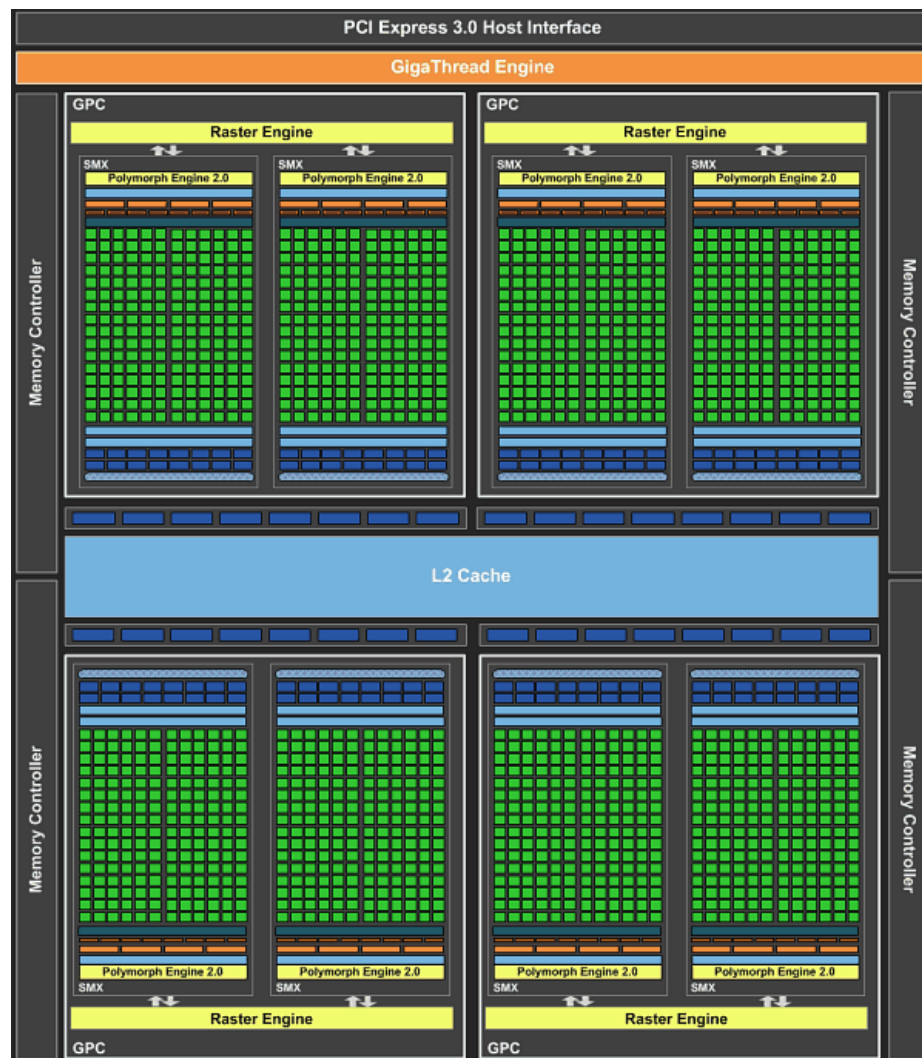 PCI Express 3.0 Host Interface
GigaThread Engine
Memory Controller
GPC
Raster Engine
SMX
Polymorph Engine 2.0
SMX
Polymorph Engine 2.0
GPC
Raster Engine
SMX
Polymorph Engine 2.0
SMX
Polymorph Engine 2.0
Memory Controller
L2 Cache
Memory Controller
Polymorph Engine 2.0
SMX
Polymorph Engine 2.0
SMX
Raster Engine
GPC
Polymorph Engine 2.0
SMX
Polymorph Engine 2.0
SMX
Raster Engine
GPC
Memory Controller